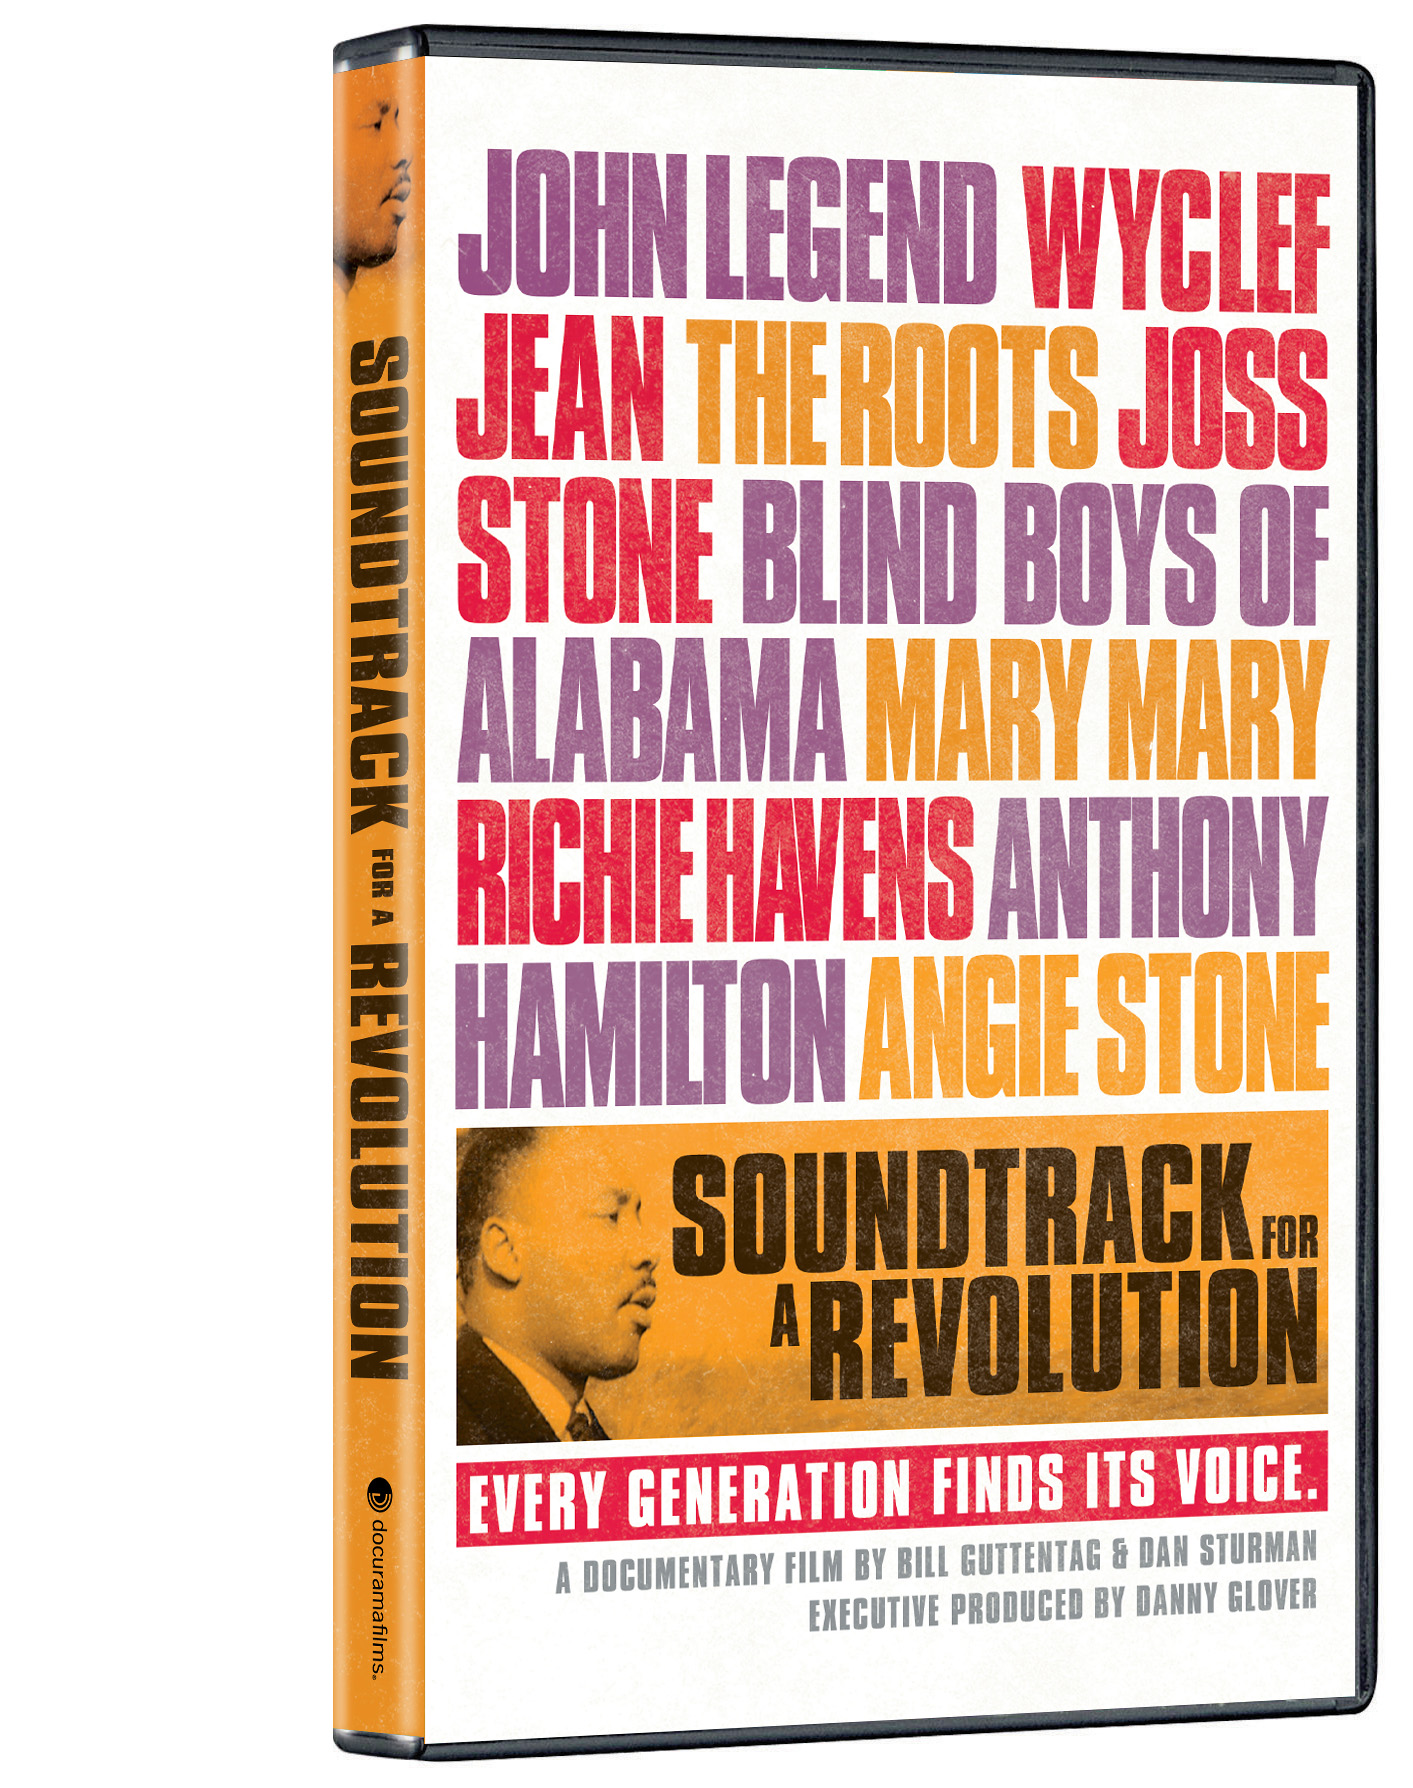 JOHN LEGEND WYCLEF
JEAN THE ROOTS JOSS
STONE BLIND BOYS OF
ALABAMA MARY MARY
RICHIE HAVENS ANTHONY
HAMILTON ANGIE STONE
SOUNDTRACK FOR
A REVOLUTION
EVERY GENERATION FINDS ITS VOICE.
A DOCUMENTARY FILM BY BILL GUTTENTAG & DAN STURMAN
EXECUTIVE PRODUCED BY DANNY GLOVER
SOUNDTRACK FOR A REVOLUTION
docuramafilms®